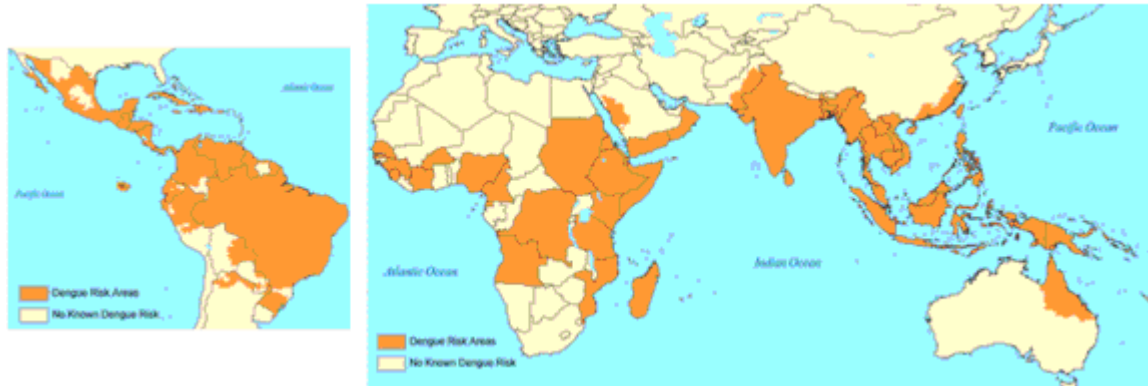 Atlantic Ocean
Pacific Ocean
Dengue Risk Areas
No Known Dengue Risk
Pacific Ocean
Atlantic Ocean
Indian Ocean
Dengue Risk Areas
No Known Dengue Risk